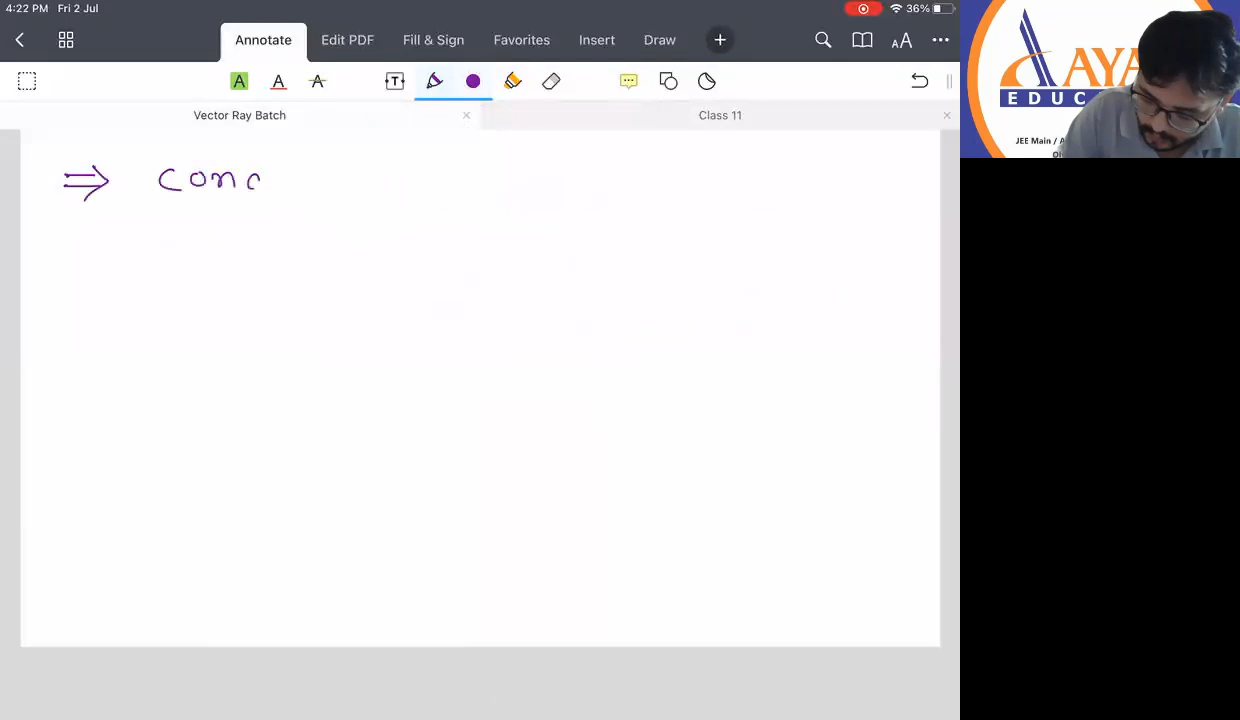 4:22 PM Fri 2 Jul
36%
Annotate Edit PDF Fill & Sign Favorites Insert Draw
Vector Ray Batch
Class 11
⇒ conc
AYA
EDUC
JEE Main / A